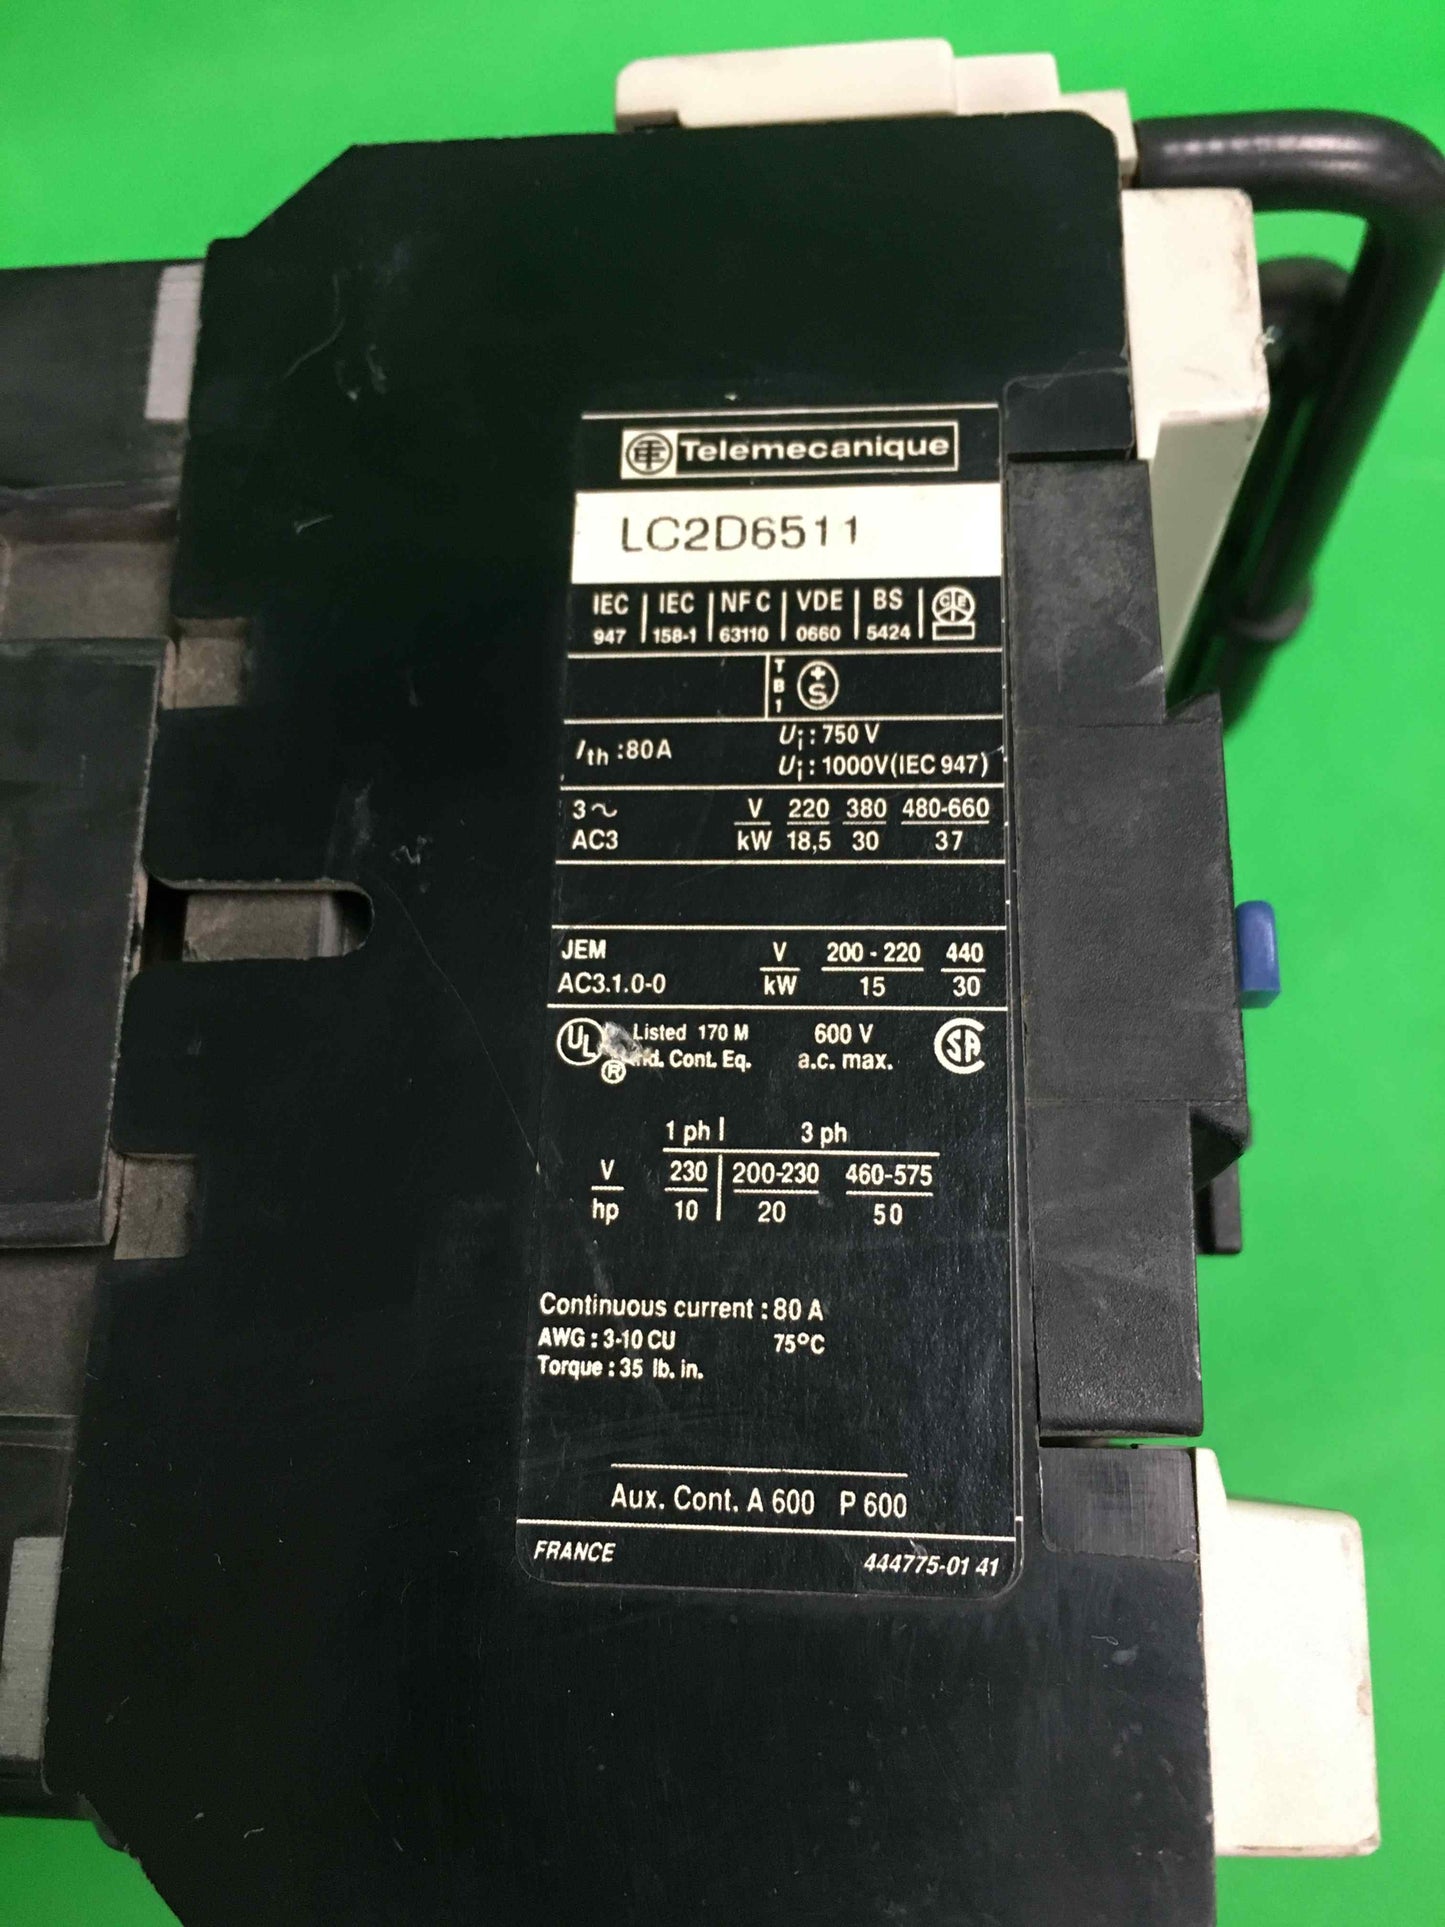 Telemecanique
LC2D6511
IEC 947 | IEC 158-1 | NF C 63110 | VDE 0660 | BS 5424 | CIE
T B 1 +S
Ith : 80 A
Ui : 750 V
Ui : 1000V (IEC 947)
3~ V 220 380 480-660
AC3 kW 18,5 30 37
JEM V 200 - 220 440
AC3.1.0-0 kW 15 30
UL Listed 170 M 600 V SA
® Cont. Eq. a.c. max.
1 ph 3 ph
V 230 200-230 460-575
hp 10 20 50
Continuous current : 80 A
AWG : 3-10 CU 75°C
Torque : 35 lb. in.
Aux. Cont. A 600 P 600
FRANCE 444775-01 41